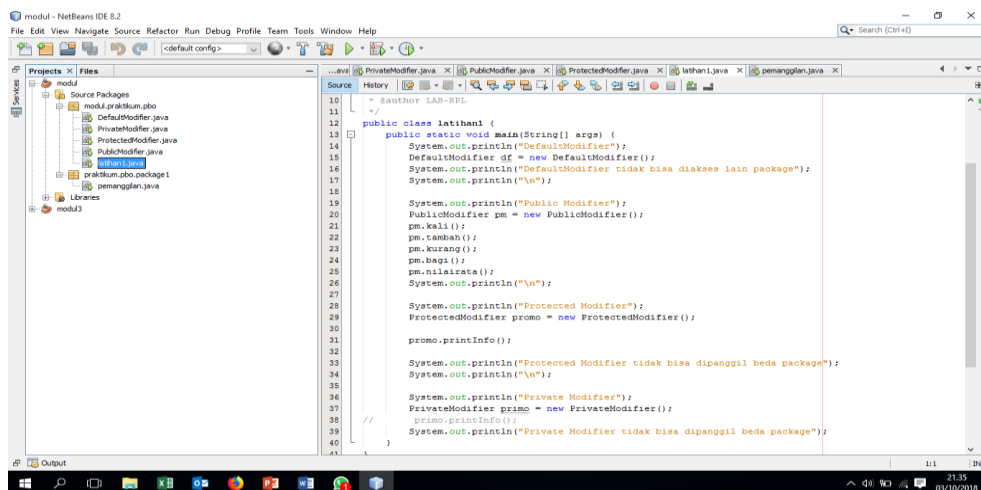 modul - NetBeans IDE 8.2
File Edit View Navigate Source Refactor Run Debug Profile Team Tools Window Help
Search (Ctrl+I)
<default config>
Projects Files
Services
modul
Source Packages
modul.praktikum.pbo
DefaultModifier.java
PrivateModifier.java
ProtectedModifier.java
PublicModifier.java
latihan1.java
praktikum.pbo.package1
pemanggilan.java
Libraries
modul3
...ava PrivateModifier.java PublicModifier.java ProtectedModifier.java latihan1.java pemanggilan.java
Source History
10 * @author LAB-RPL
11 */
12 public class latihan1 {
13 public static void main(String[] args) {
14 System.out.println("DefaultModifier");
15 DefaultModifier df = new DefaultModifier();
16 System.out.println("DefaultModifier tidak bisa diakses lain package");
17 System.out.println("\n");
18
19 System.out.println("Public Modifier");
20 PublicModifier pm = new PublicModifier();
21 pm.kali();
22 pm.tambah();
23 pm.kurang();
24 pm.bagi();
25 pm.nilairata();
26 System.out.println("\n");
27
28 System.out.println("Protected Modifier");
29 ProtectedModifier promo = new ProtectedModifier();
30
31 promo.printInfo();
32
33 System.out.println("Protected Modifier tidak bisa dipanggil beda package");
34 System.out.println("\n");
35
36 System.out.println("Private Modifier");
37 PrivateModifier primo = new PrivateModifier();
38 // primo.printInfo();
39 System.out.println("Private Modifier tidak bisa dipanggil beda package");
40 }
41 }
Output
1:1 IN
21.35
03/10/2018